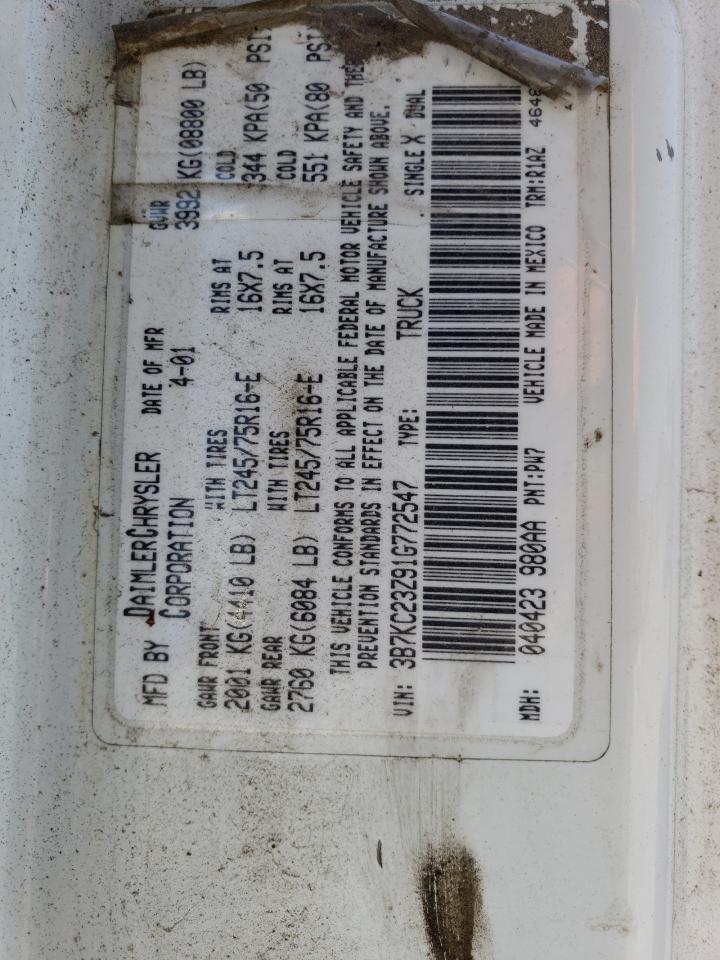 MFD BY DAIMLERCHRYSLER CORPORATION
DATE OF MFR 4-01
GVWR 3992 KG(08800 LB)
GAWR FRONT WITH TIRES RIMS AT COLD
2001 KG(4410 LB) LT245/75R16-E 16X7.5 344 KPA(50 PSI
GAWR REAR WITH TIRES RIMS AT COLD
2760 KG(6084 LB) LT245/75R16-E 16X7.5 551 KPA(80 PSI
THIS VEHICLE CONFORMS TO ALL APPLICABLE FEDERAL MOTOR VEHICLE SAFETY AND THE
PREVENTION STANDARDS IN EFFECT ON THE DATE OF MANUFACTURE SHOWN ABOVE.
VIN: 3B7KC23Z91G772547 TYPE: TRUCK SINGLE X DUAL
MDH: 040423 980AA PNT:PW7 VEHICLE MADE IN MEXICO TRM:R1AZ 4648